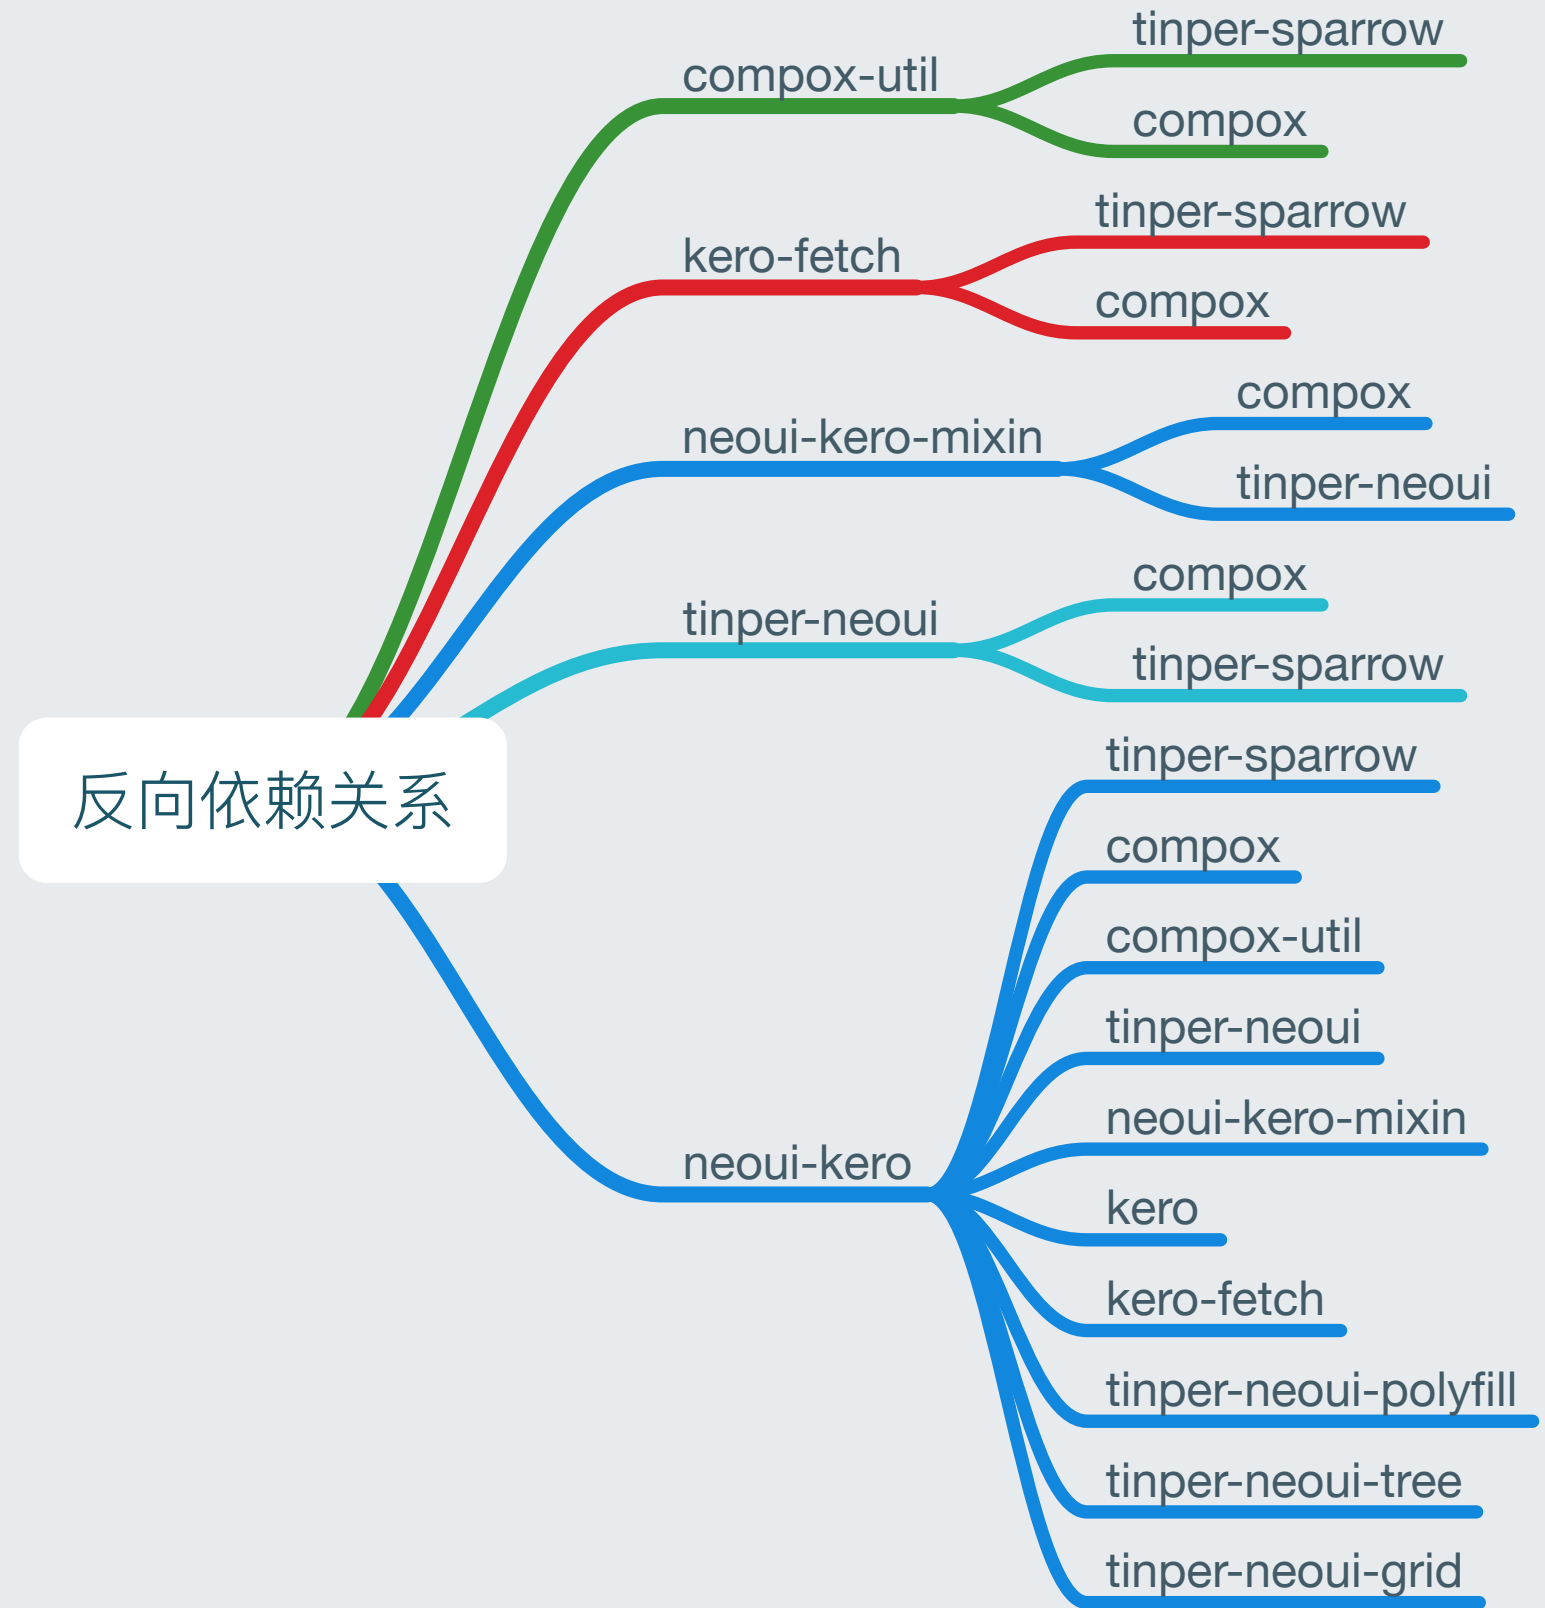 tinper-sparrow
compox-util
compox
tinper-sparrow
kero-fetch
compox
compox
neoui-kero-mixin
tinper-neoui
compox
tinper-neoui
tinper-sparrow
反向依赖关系
tinper-sparrow
compox
compox-util
tinper-neoui
neoui-kero-mixin
neoui-kero
kero
kero-fetch
tinper-neoui-polyfill
tinper-neoui-tree
tinper-neoui-grid